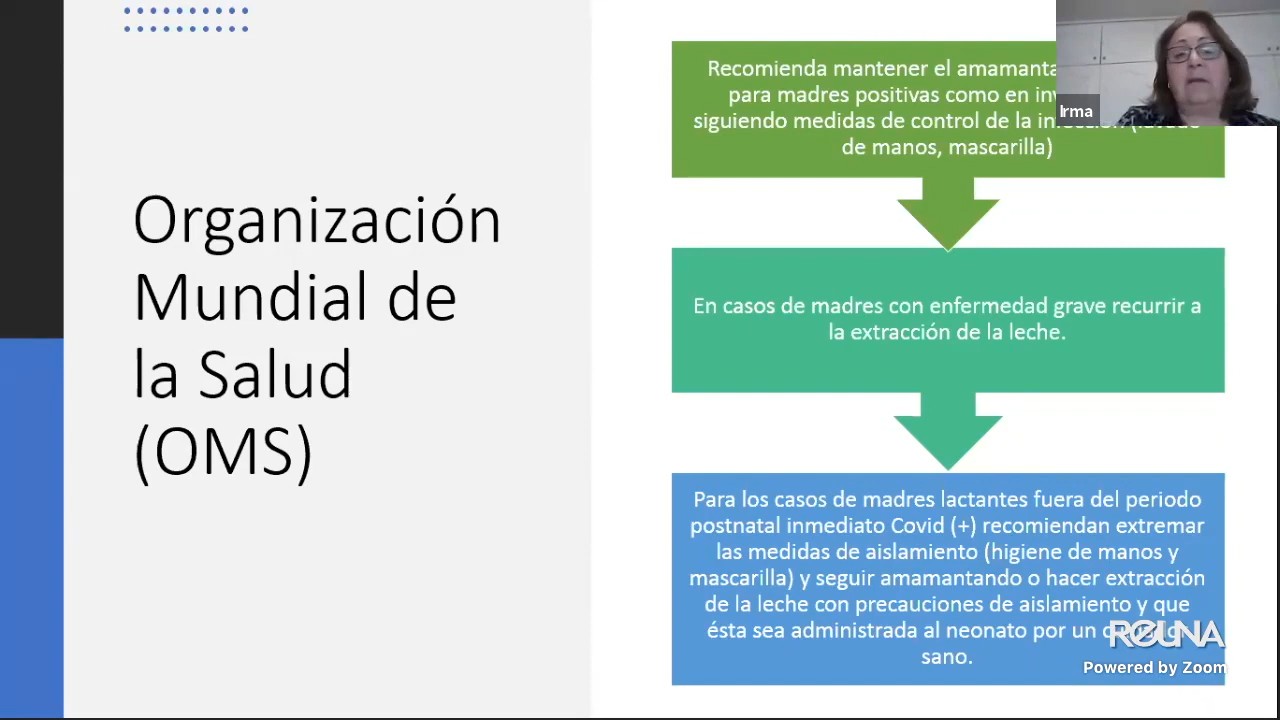 Organización
Mundial de
la Salud
(OMS)
Recomienda mantener el
para madres positivas como en
siguiendo medidas de control de la
de manos, mascarilla)
En casos de madres con enfermedad grave recurrir a
la extracción de la leche.
Para los casos de madres lactantes fuera del periodo
postnatal inmediato Covid (+) recomiendan extremar
las medidas de aislamiento (higiene de manos y
mascarilla) y seguir amamantando o hacer extracción
de la leche con precauciones de aislamiento y que
ésta sea administrada al neonato por un
sano.
Irma
REUNA
Powered by Zoom